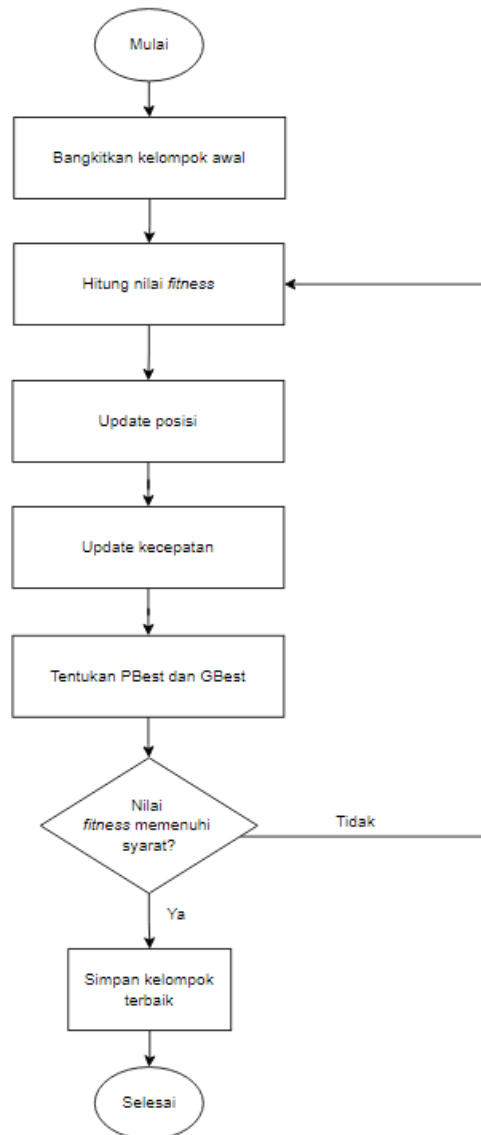 Mulai
Bangkitkan kelompok awal
Hitung nilai fitness
Update posisi
Update kecepatan
Tentukan PBest dan GBest
Nilai
fitness memenuhi
syarat?
Tidak
Ya
Simpan kelompok
terbaik
Selesai